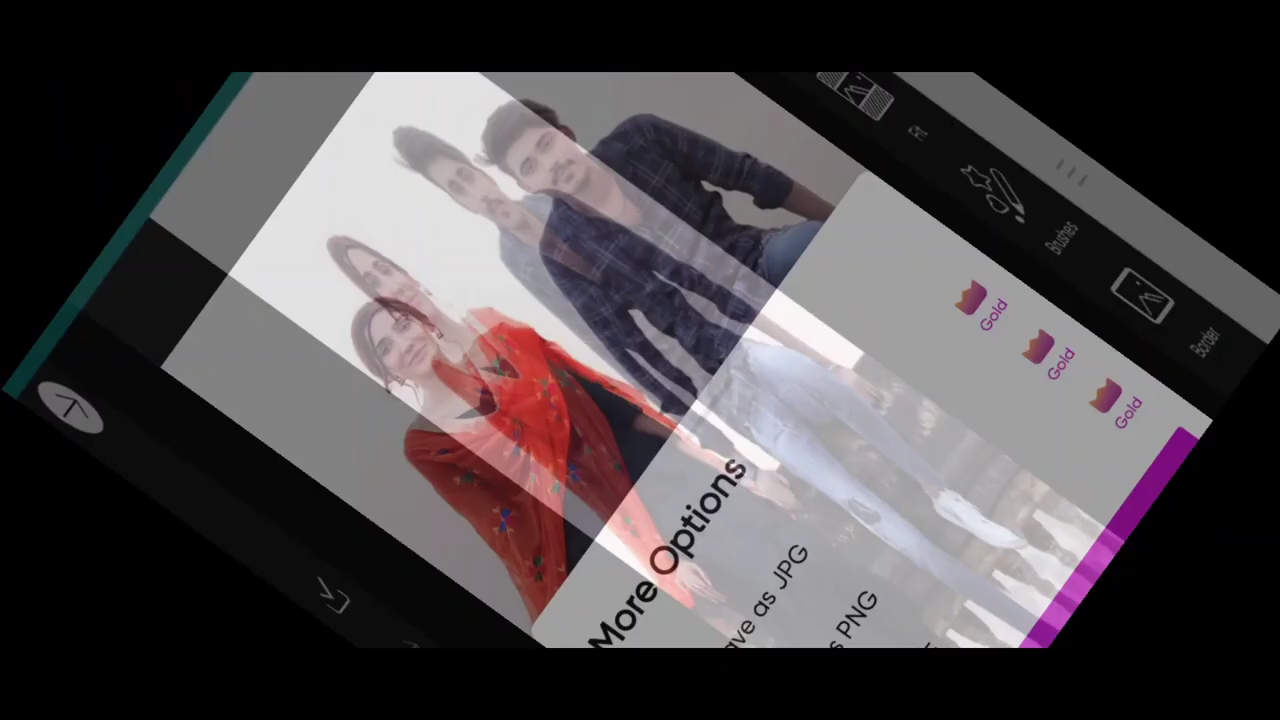 Fit
Brushes
Border
Gold
Gold
Gold
More Options
ave as JPG
s PNG